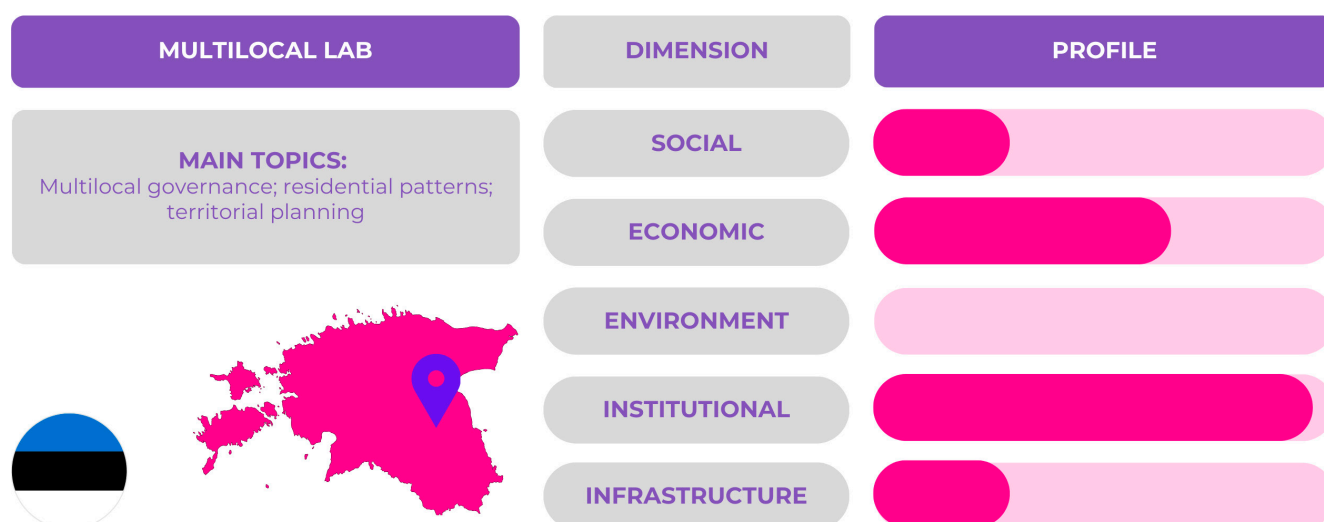 MULTILOCAL LAB
DIMENSION
PROFILE
MAIN TOPICS:
Multilocal governance; residential patterns;
territorial planning
SOCIAL
ECONOMIC
ENVIRONMENT
INSTITUTIONAL
INFRASTRUCTURE